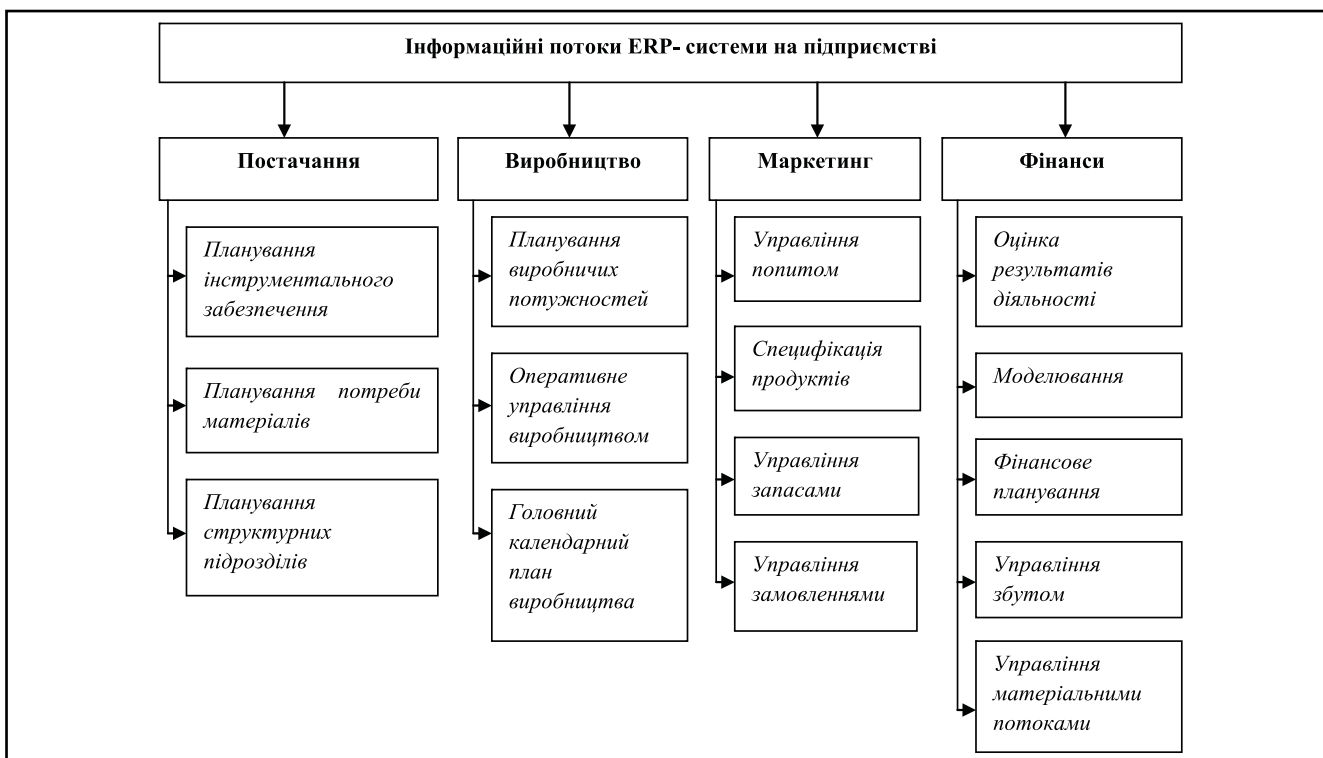 Інформаційні потоки ERP- системи на підприємстві
Постачання
Планування
інструментального
забезпечення
Планування потреби
матеріалів
Планування
структурних
підрозділів
Виробництво
Планування
виробничих
потужностей
Оперативне
управління
виробництвом
Головний
календарний
план
виробництва
Маркетинг
Управління
попитом
Специфікація
продуктів
Управління
запасами
Управління
замовленнями
Фінанси
Оцінка
результатів
діяльності
Моделювання
Фінансове
планування
Управління
збутом
Управління
матеріальними
потоками